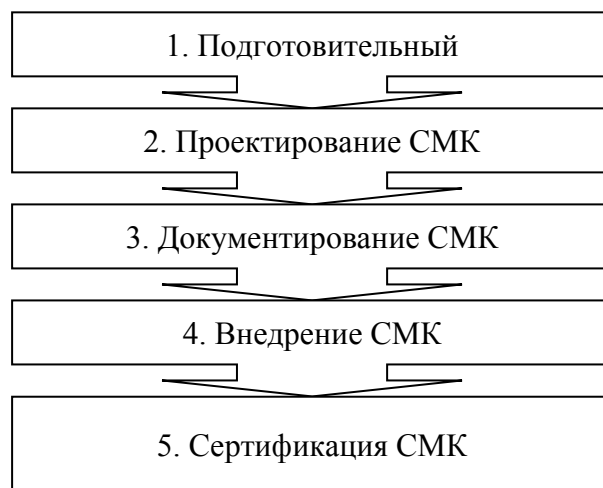 1. Подготовительный
2. Проектирование СМК
3. Документирование СМК
4. Внедрение СМК
5. Сертификация СМК